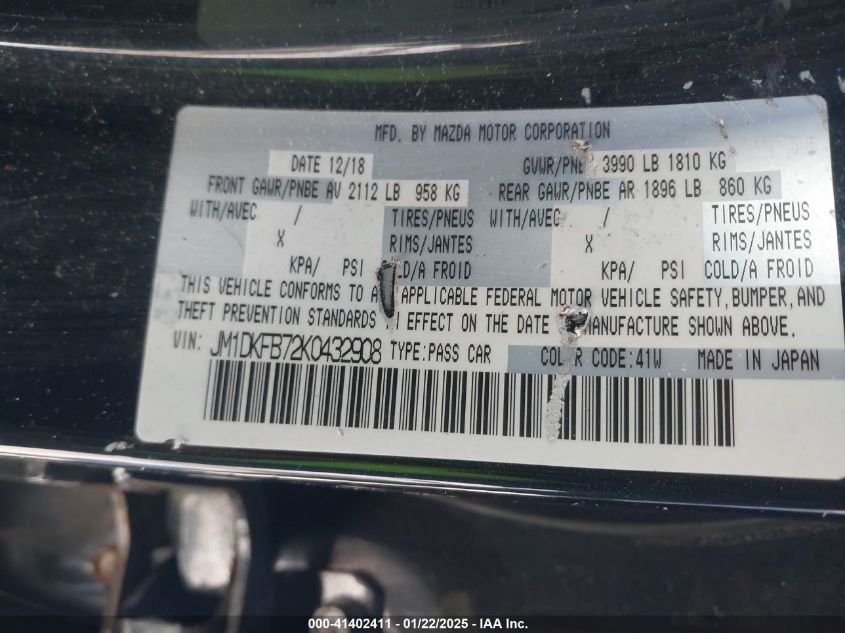 MFD. BY MAZDA MOTOR CORPORATION
DATE 12/18 GVWR/PNB 3990 LB 1810 KG
FRONT GAWR/PNBE AV 2112 LB 958 KG REAR GAWR/PNBE AR 1896 LB 860 KG
WITH/AVEC / TIRES/PNEUS WITH/AVEC / TIRES/PNEUS
X RIMS/JANTES X RIMS/JANTES
KPA/ PSI COLD/A FROID KPA/ PSI COLD/A FROID
THIS VEHICLE CONFORMS TO APPLICABLE FEDERAL MOTOR VEHICLE SAFETY, BUMPER, AND
THEFT PREVENTION STANDARDS EFFECT ON THE DATE MANUFACTURE SHOWN ABOVE.
VIN: JM1DKFB72K0432908 TYPE:PASS CAR COLOR CODE:41W MADE IN JAPAN
000-41402411 - 01/22/2025 - IAA Inc.